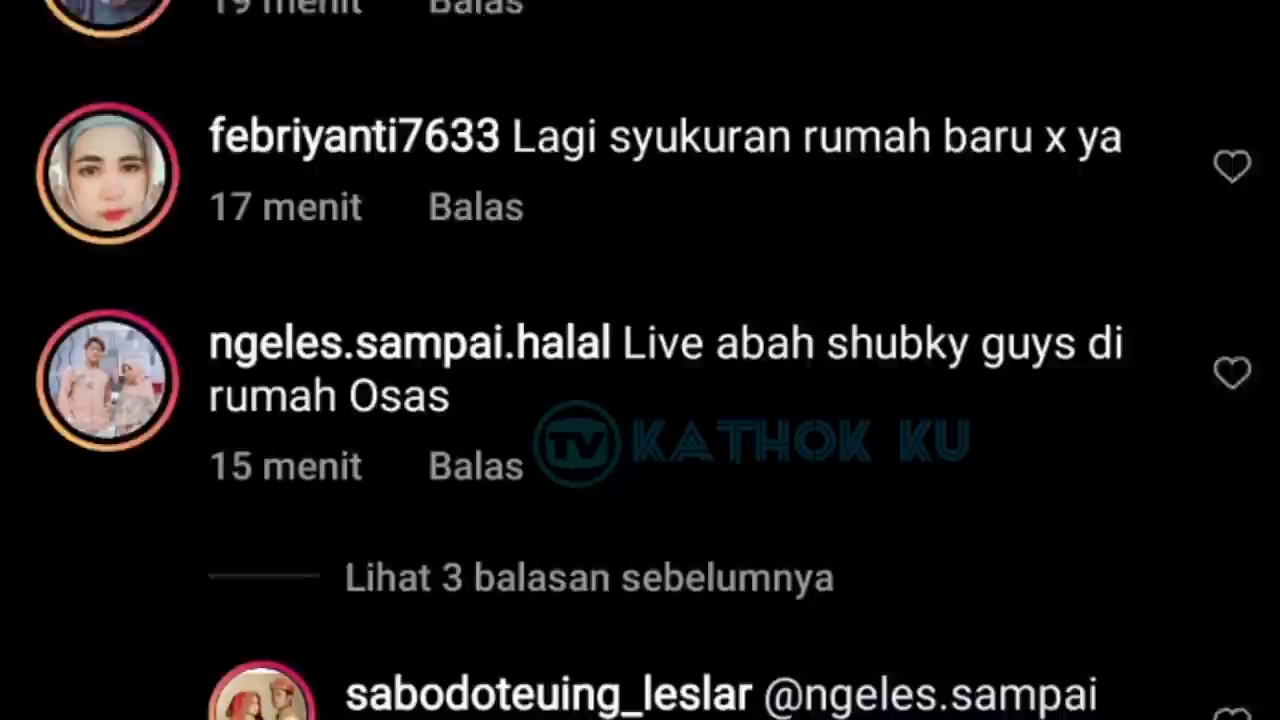 19 menit Balas
febriyanti7633 Lagi syukuran rumah baru x ya
17 menit Balas
ngeles.sampai.halal Live abah shubky guys di
rumah Osas
15 menit Balas
TV KATHOK KU
Lihat 3 balasan sebelumnya
sabodoteuing_leslar @ngeles.sampai